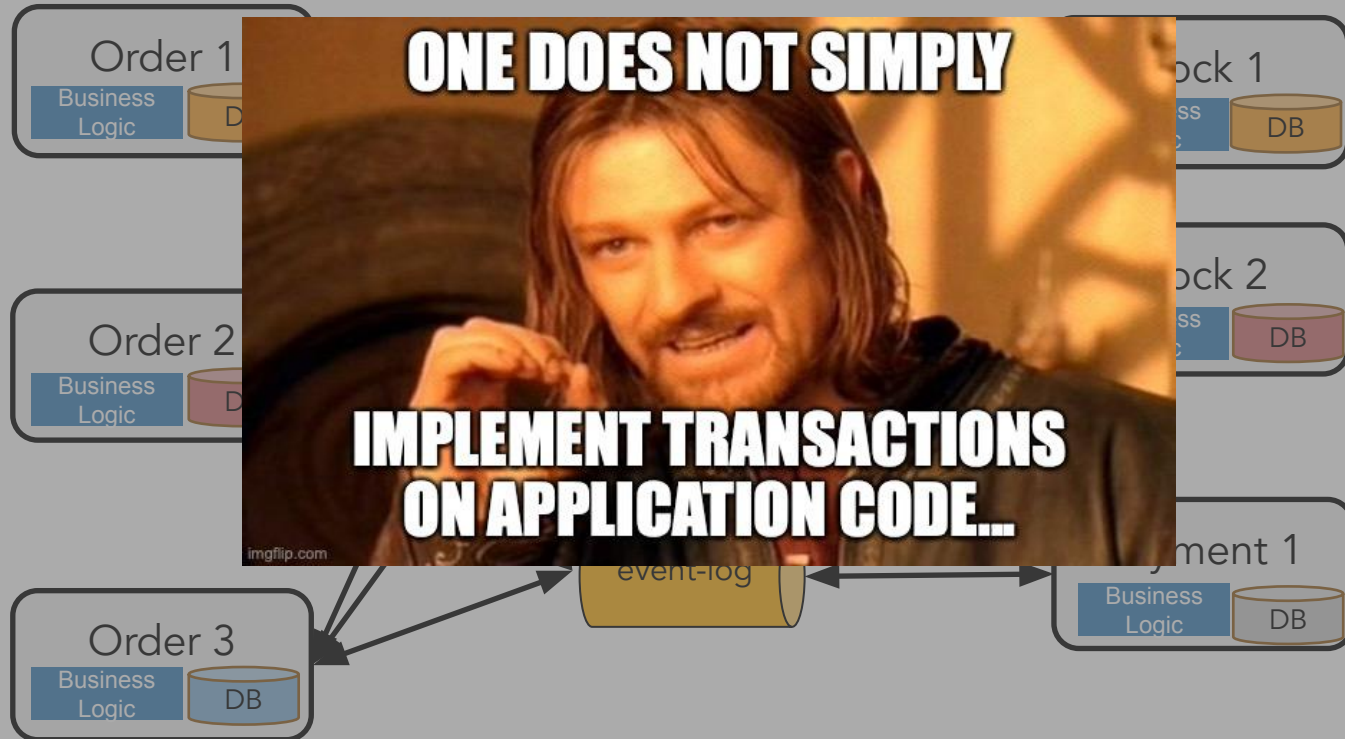 Order 1
Business
Logic
ONE DOES NOT SIMPLY
ock 1
DB
Order 2
Business
Logic
ock 2
DB
IMPLEMENT TRANSACTIONS
ON APPLICATION CODE...
imgflip.com
event-log
ment 1
Business
Logic
DB
Order 3
Business
Logic
DB